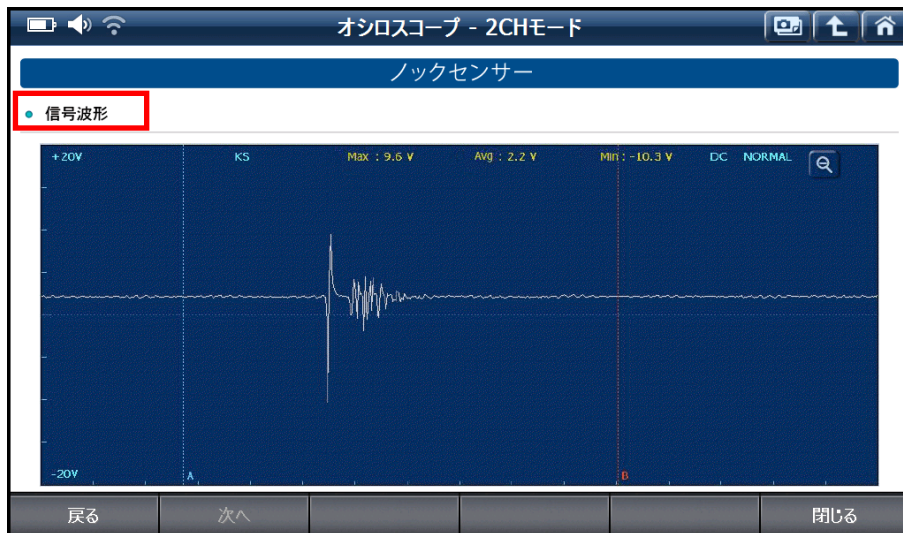 オシロスコープ - 2CHモード
ノックセンサー
信号波形
+20V KS Max : 9.6 V Avg : 2.2 V Min : -10.3 V DC NORMAL
-20V A B
戻る 次へ 閉じる